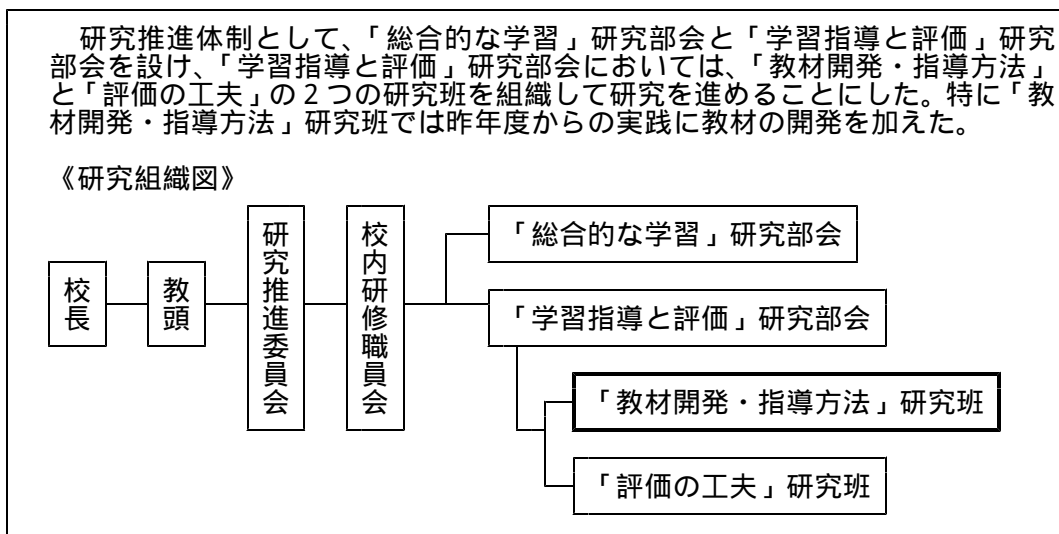 研究推進体制として、「総合的な学習」研究部会と「学習指導と評価」研究
部会を設け、「学習指導と評価」研究部会においては、「教材開発・指導方法」
と「評価の工夫」の２つの研究班を組織して研究を進めることにした。特に「教
材開発・指導方法」研究班では昨年度からの実践に教材の開発を加えた。
《研究組織図》
校長
教頭
研究推進委員会
校内研修職員会
「総合的な学習」研究部会
「学習指導と評価」研究部会
「教材開発・指導方法」研究班
「評価の工夫」研究班